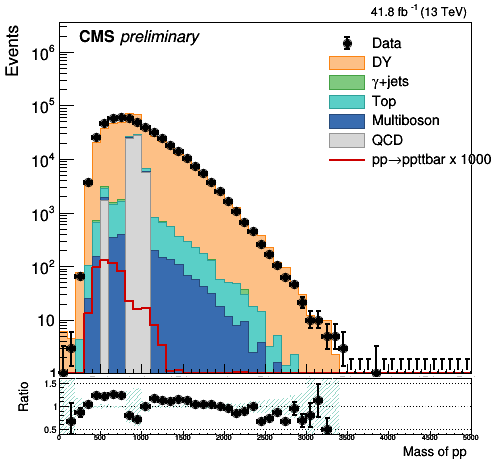 41.8 fb⁻¹ (13 TeV)
CMS preliminary
Events
10⁶
10⁵
10⁴
10³
10²
10
1
Data
DY
γ+jets
Top
Multiboson
QCD
pp→ppttbar x 1000
Ratio
1.5
1
0.5
0 500 1000 1500 2000 2500 3000 3500 4000 4500 5000
Mass of pp